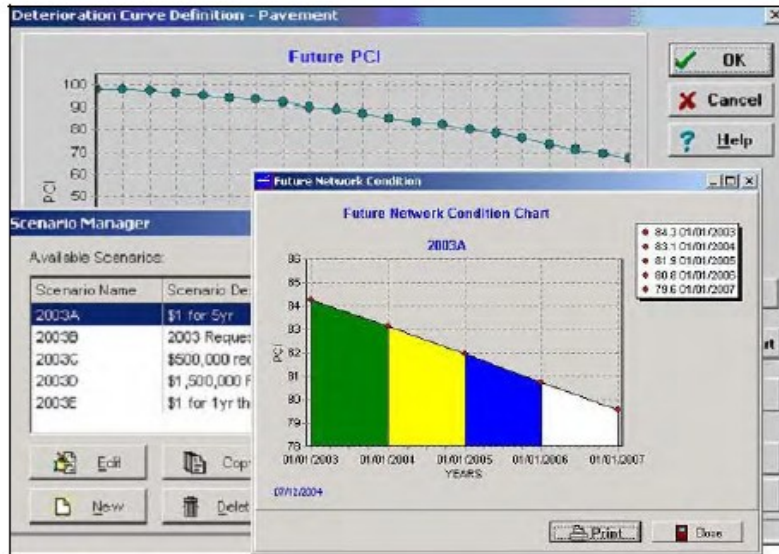 Deterioration Curve Definition - Pavement
Future PCI
100
90
80
70
60
50
PCI
OK
Cancel
Help
Scenario Manager
Available Scenarios:
Scenario Name
Scenario De
2003A
$1 for 5yr
2003B
2003 Reques
2003C
$500,000 rec
2003D
$1,500,000 F
2003E
$1 for 1yr th
Edit
Copy
New
Delet
Future Network Condition
Future Network Condition Chart
2003A
84.3 01/01/2003
83.1 01/01/2004
81.9 01/01/2005
80.8 01/01/2006
79.6 01/01/2007
86
85
84
83
82
81
80
79
78
PCI
01/01/2003
01/01/2004
01/01/2005
01/01/2006
01/01/2007
YEARS
Print
Close